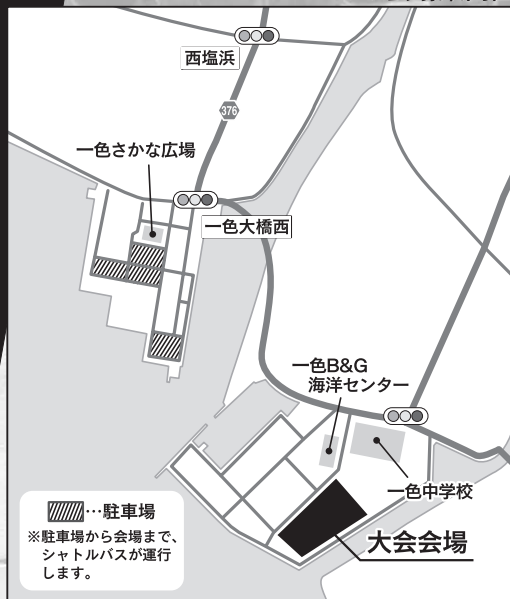 西塩浜
376
一色さかな広場
一色大橋西
一色B&G
海洋センター
一色中学校
大会会場
…駐車場
※駐車場から会場まで、
シャトルバスが運行
します。